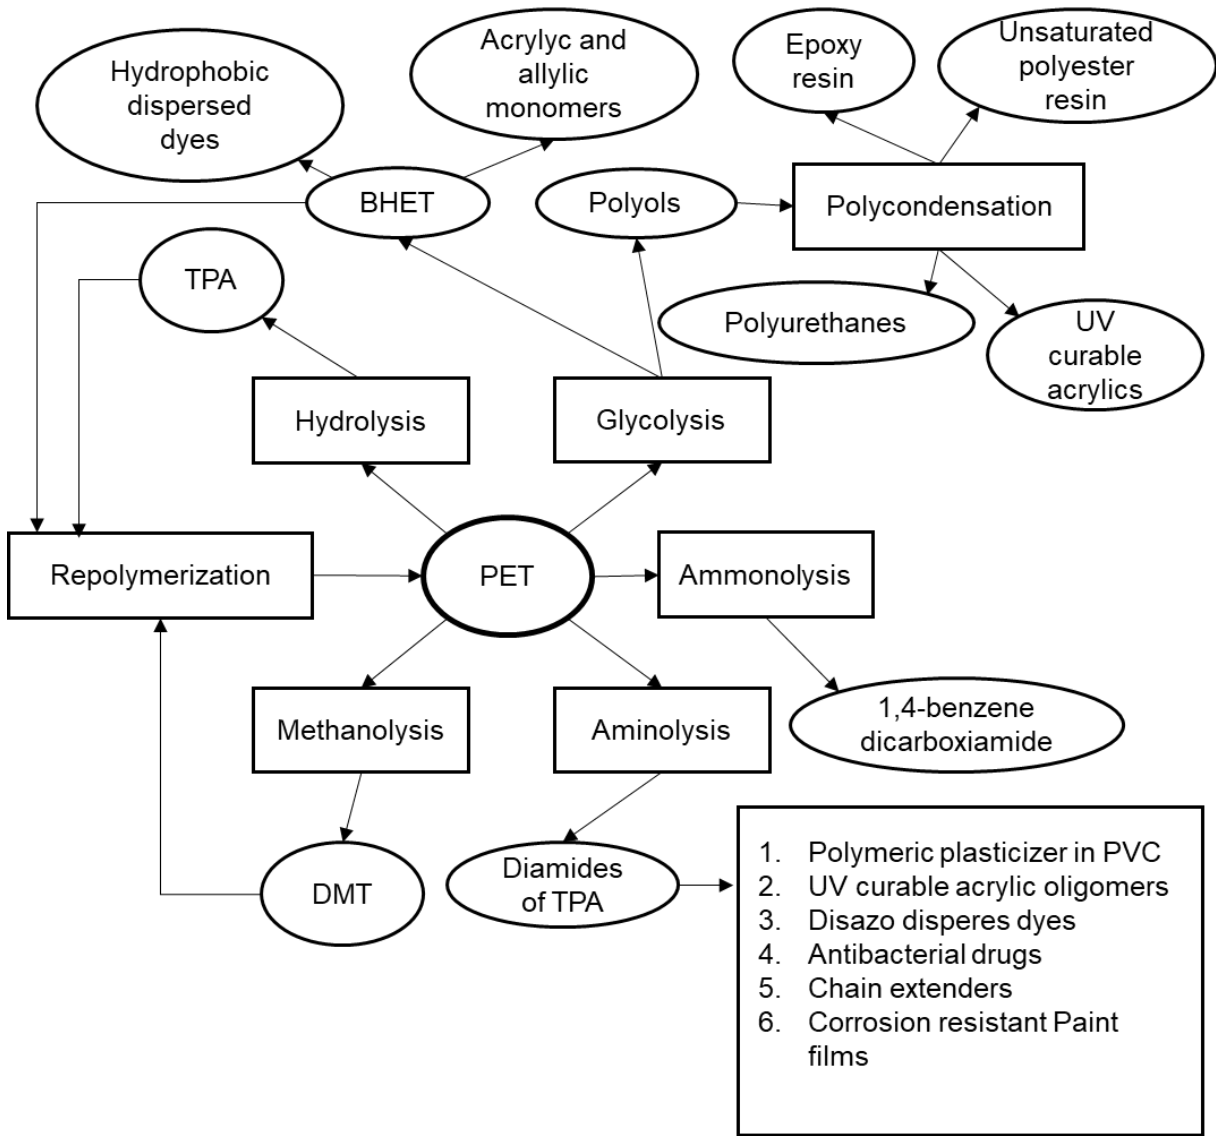 Hydrophobic
dispersed
dyes
Acrylyc and
allylic
monomers
Epoxy
resin
Unsaturated
polyester
resin
BHET
Polyols
Polycondensation
TPA
Polyurethanes
UV
curable
acrylics
Hydrolysis
Glycolysis
Repolymerization
PET
Ammonolysis
Methanolysis
Aminolysis
1,4-benzene
dicarboxiamide
DMT
Diamides
of TPA
1. Polymeric plasticizer in PVC
2. UV curable acrylic oligomers
3. Disazo disperes dyes
4. Antibacterial drugs
5. Chain extenders
6. Corrosion resistant Paint
films